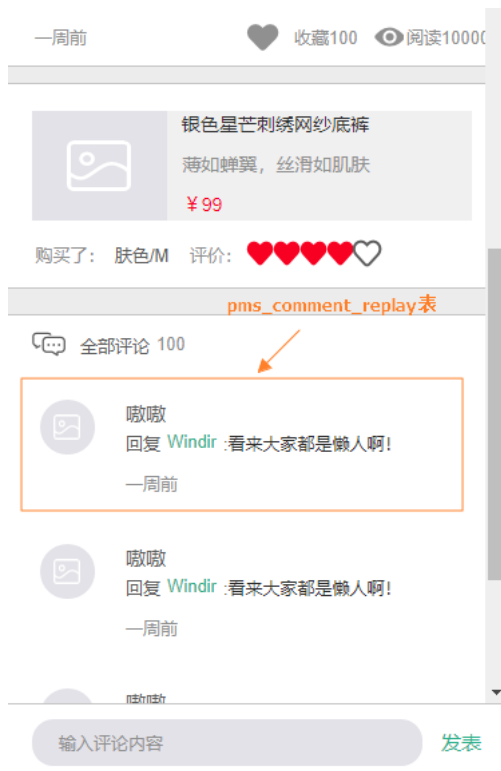 一周前 收藏100 阅读10000
银色星芒刺绣网纱底裤
薄如蝉翼，丝滑如肌肤
￥99
购买了： 肤色/M 评价：
pms_comment_replay表
全部评论 100
嗷嗷
回复 Windir :看来大家都是懒人啊!
一周前
嗷嗷
回复 Windir :看来大家都是懒人啊!
一周前
嗷嗷
输入评论内容 发表